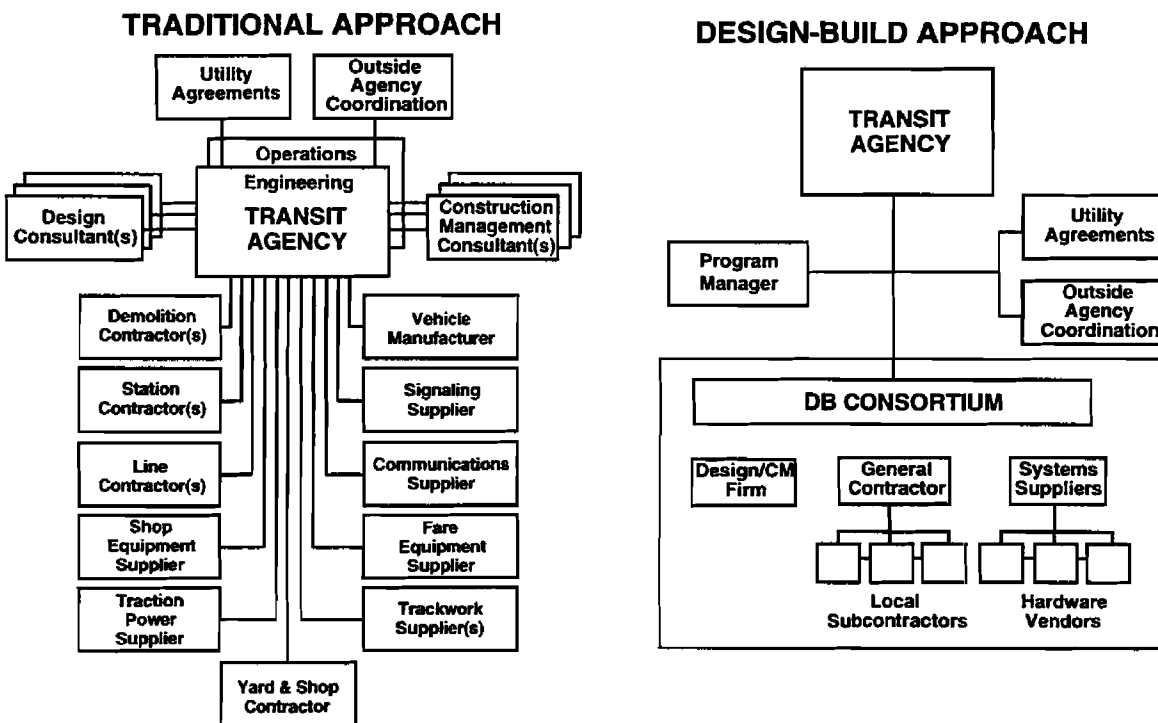 TRADITIONAL APPROACH
Utility
Agreements
Outside
Agency
Coordination
Operations
Engineering
TRANSIT
AGENCY
Design
Consultant(s)
Construction
Management
Consultant(s)
Demolition
Contractor(s)
Vehicle
Manufacturer
Station
Contractor(s)
Signaling
Supplier
Line
Contractor(s)
Communications
Supplier
Shop
Equipment
Supplier
Fare
Equipment
Supplier
Traction
Power
Supplier
Trackwork
Supplier(s)
Yard & Shop
Contractor
DESIGN-BUILD APPROACH
TRANSIT
AGENCY
Program
Manager
Utility
Agreements
Outside
Agency
Coordination
DB CONSORTIUM
Design/CM
Firm
General
Contractor
Systems
Suppliers
Local
Subcontractors
Hardware
Vendors